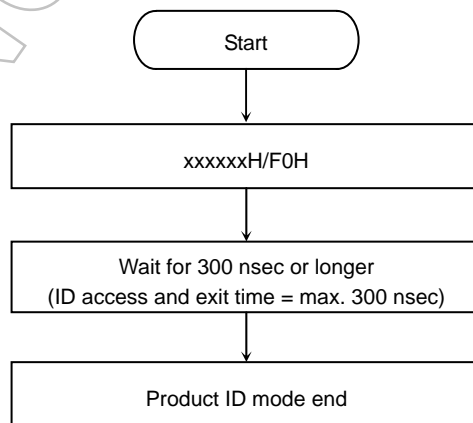 Start
xxxxxxH/F0H
Wait for 300 nsec or longer
(ID access and exit time = max. 300 nsec)
Product ID mode end